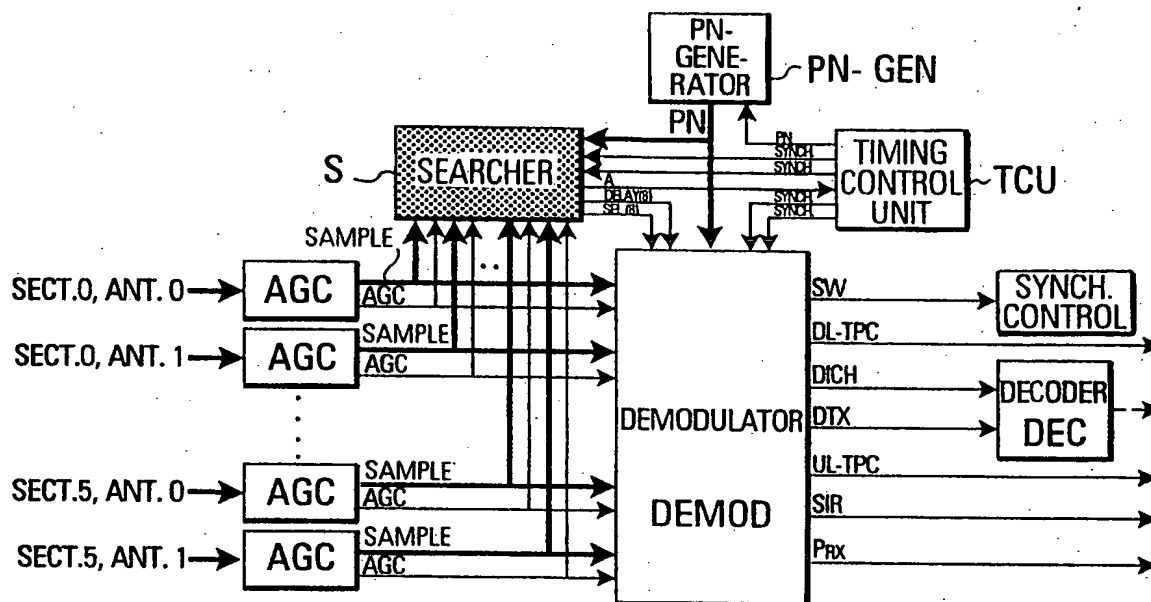 PN-
GENE-
RATOR
PN- GEN
PN
S
SEARCHER
PN
SYNCH
SYNCH
A
DELAY(8)
SEL (8)
SYNCH
SYNCH
TIMING
CONTROL
UNIT
TCU
SAMPLE
SECT.0, ANT. 0
AGC
AGC
SAMPLE
SECT.0, ANT. 1
AGC
AGC
SAMPLE
SECT.5, ANT. 0
AGC
AGC
SAMPLE
SECT.5, ANT. 1
AGC
AGC
DEMODULATOR
DEMOD
SW
SYNCH.
CONTROL
DL-TPC
DICH
DTX
DECODER
DEC
UL-TPC
SIR
PRX